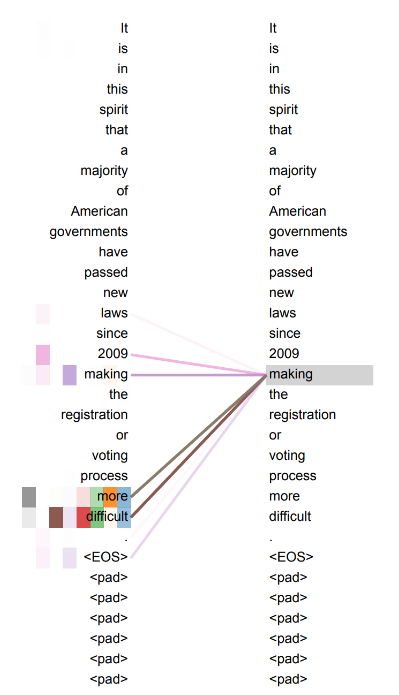 It It
is is
in in
this this
spirit spirit
that that
a a
majority majority
of of
American American
governments governments
have have
passed passed
new new
laws laws
since since
2009 2009
making making
the the
registration registration
or or
voting voting
process process
more more
difficult difficult
. .
<EOS> <EOS>
<pad> <pad>
<pad> <pad>
<pad> <pad>
<pad> <pad>
<pad> <pad>
<pad> <pad>